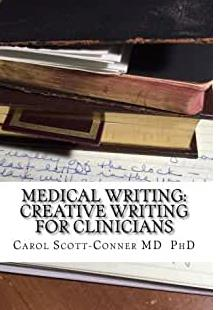 MEDICAL WRITING:
CREATIVE WRITING
FOR CLINICIANS
CAROL SCOTT-CONNER MD PhD